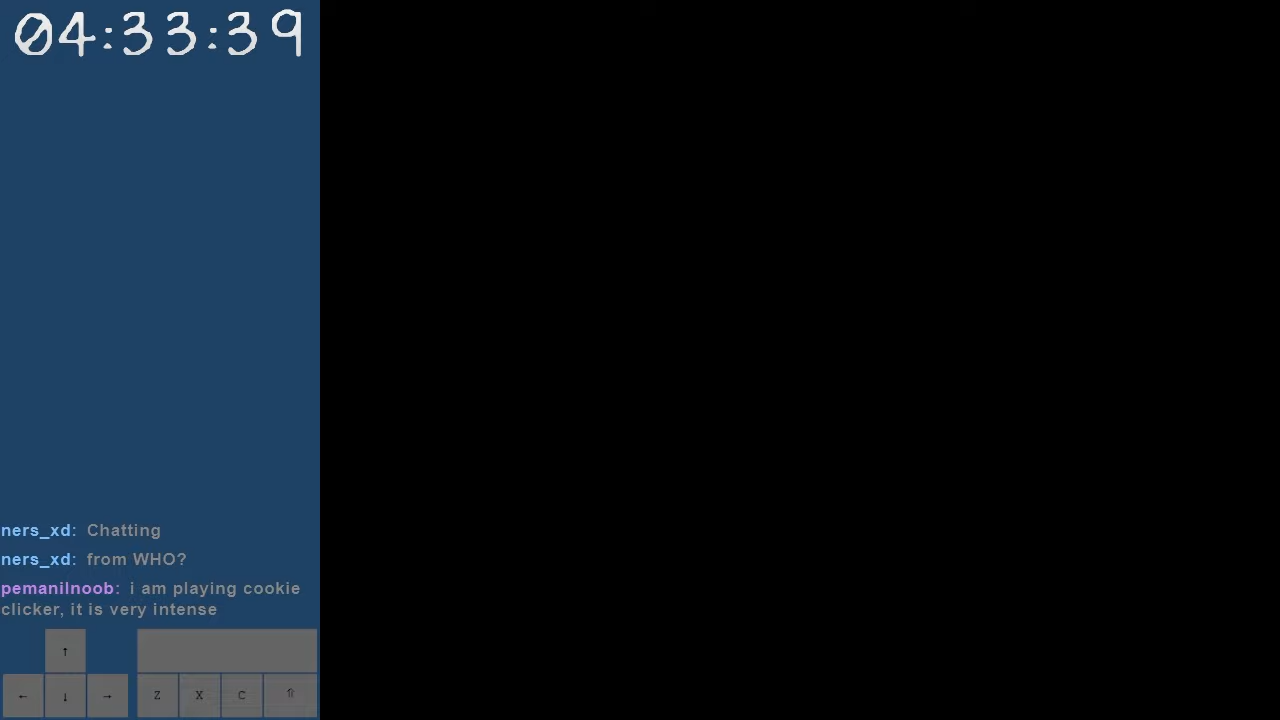 04:33:39
ners_xd: Chatting
ners_xd: from WHO?
pemanilnoob: i am playing cookie
clicker, it is very intense
↑
← ↓ → Z X C ⇧